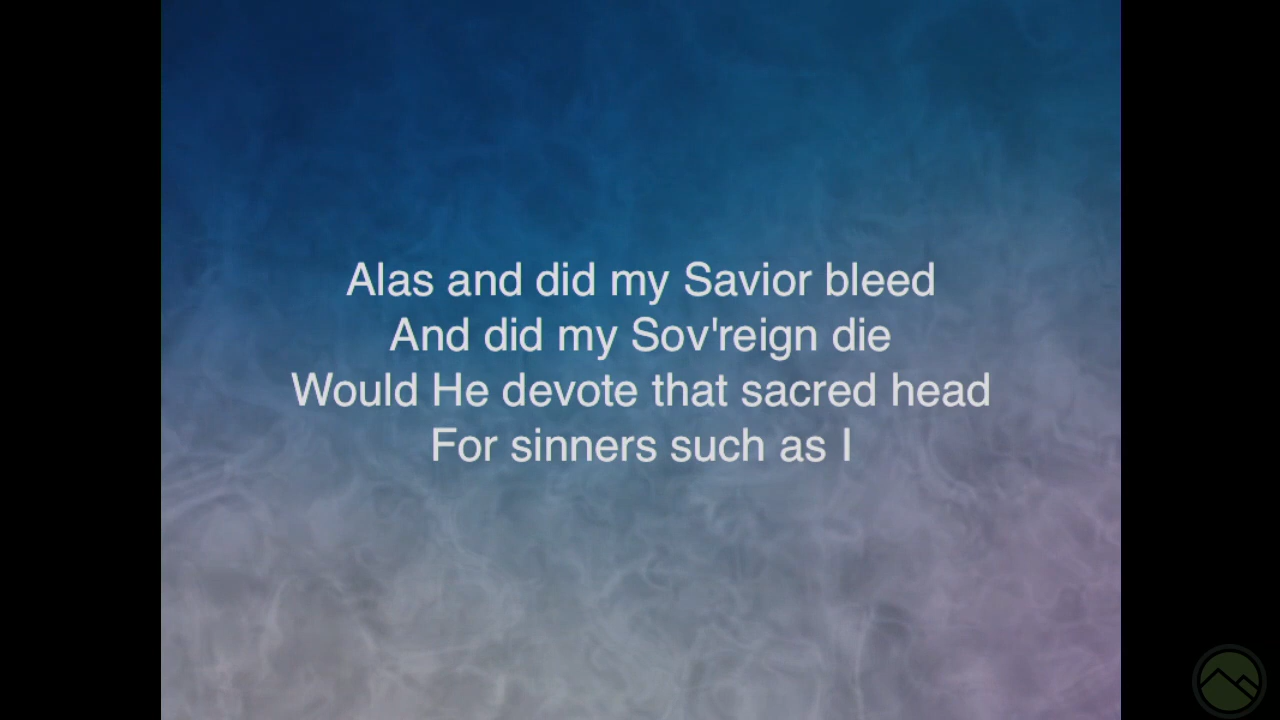 Alas and did my Savior bleed
And did my Sov'reign die
Would He devote that sacred head
For sinners such as I